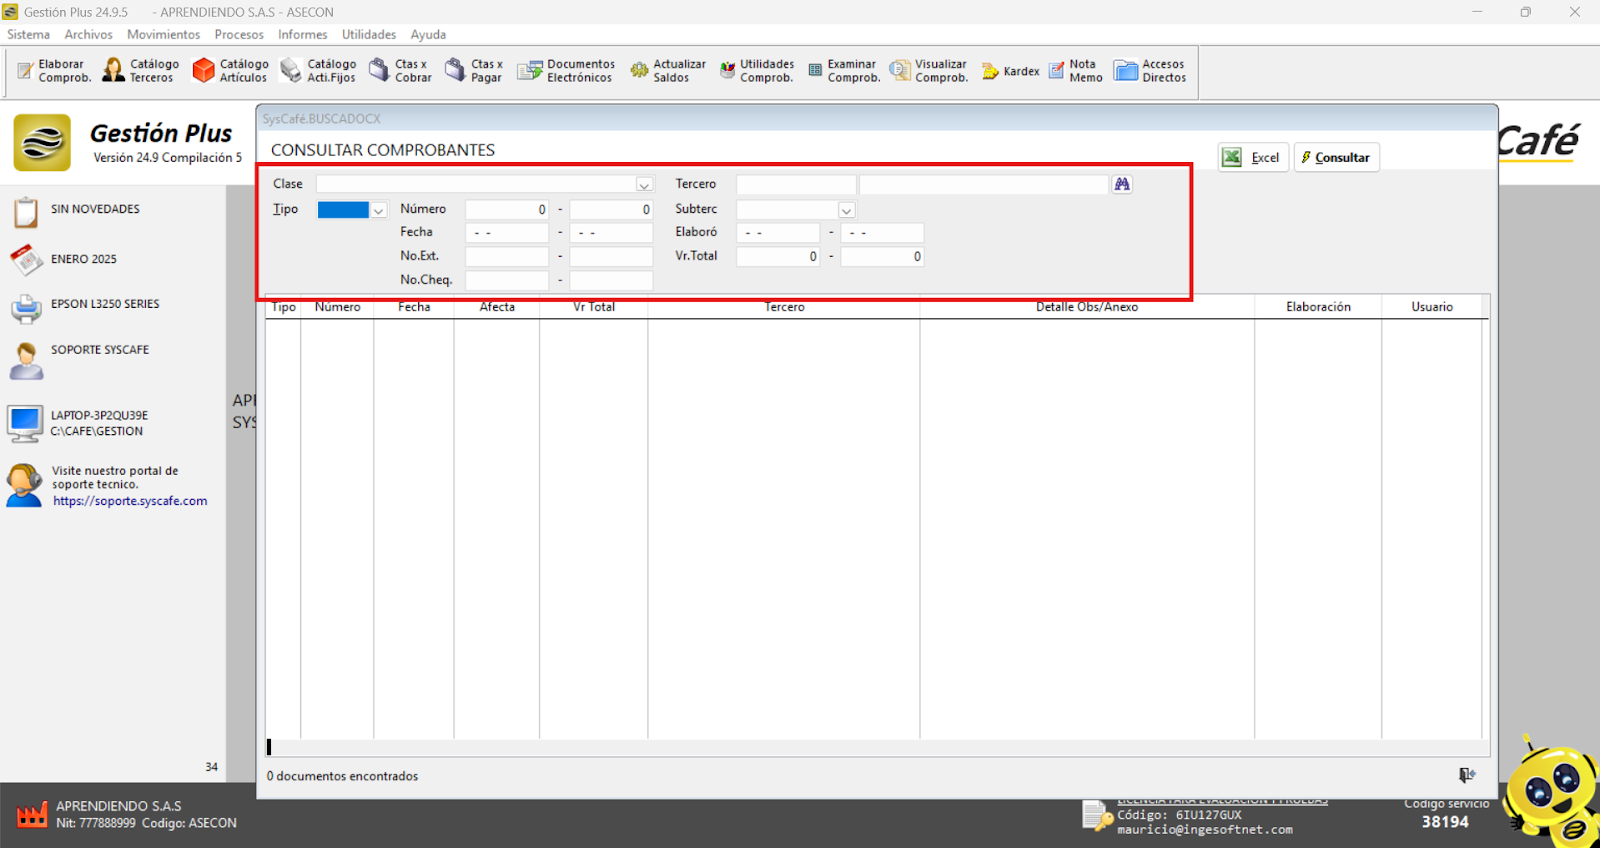 Gestión Plus 24.9.5 - APRENDIENDO S.A.S - ASECON
Sistema Archivos Movimientos Procesos Informes Utilidades Ayuda
Elaborar Comprob.
Catálogo Terceros
Catálogo Artículos
Catálogo Acti.Fijos
Ctas x Cobrar
Ctas x Pagar
Documentos Electrónicos
Actualizar Saldos
Utilidades Comprob.
Examinar Comprob.
Visualizar Comprob.
Kardex
Nota Memo
Accesos Directos
Gestión Plus
Versión 24.9 Compilación 5
SIN NOVEDADES
ENERO 2025
EPSON L3250 SERIES
SOPORTE SYSCAFE
LAPTOP-3P2QU39E
C:\CAFE\GESTION
Visite nuestro portal de
soporte tecnico.
https://soporte.syscafe.com
34
SysCafé.BUSCADOCX
CONSULTAR COMPROBANTES
Excel Consultar
Café
Clase Tercero
Tipo Número 0 - 0 Subterc
Fecha - - - - - Elaboró - - - - -
No.Ext. - Vr.Total 0 - 0
No.Cheq. -
Tipo Número Fecha Afecta Vr Total Tercero Detalle Obs/Anexo Elaboración Usuario
0 documentos encontrados
APRENDIENDO S.A.S
Nit: 777888999 Codigo: ASECON
LICENCIA PARA EVALUACION Y PRUEBAS
Código: 6IU127GUX
mauricio@ingesoftnet.com
Codigo servicio
38194